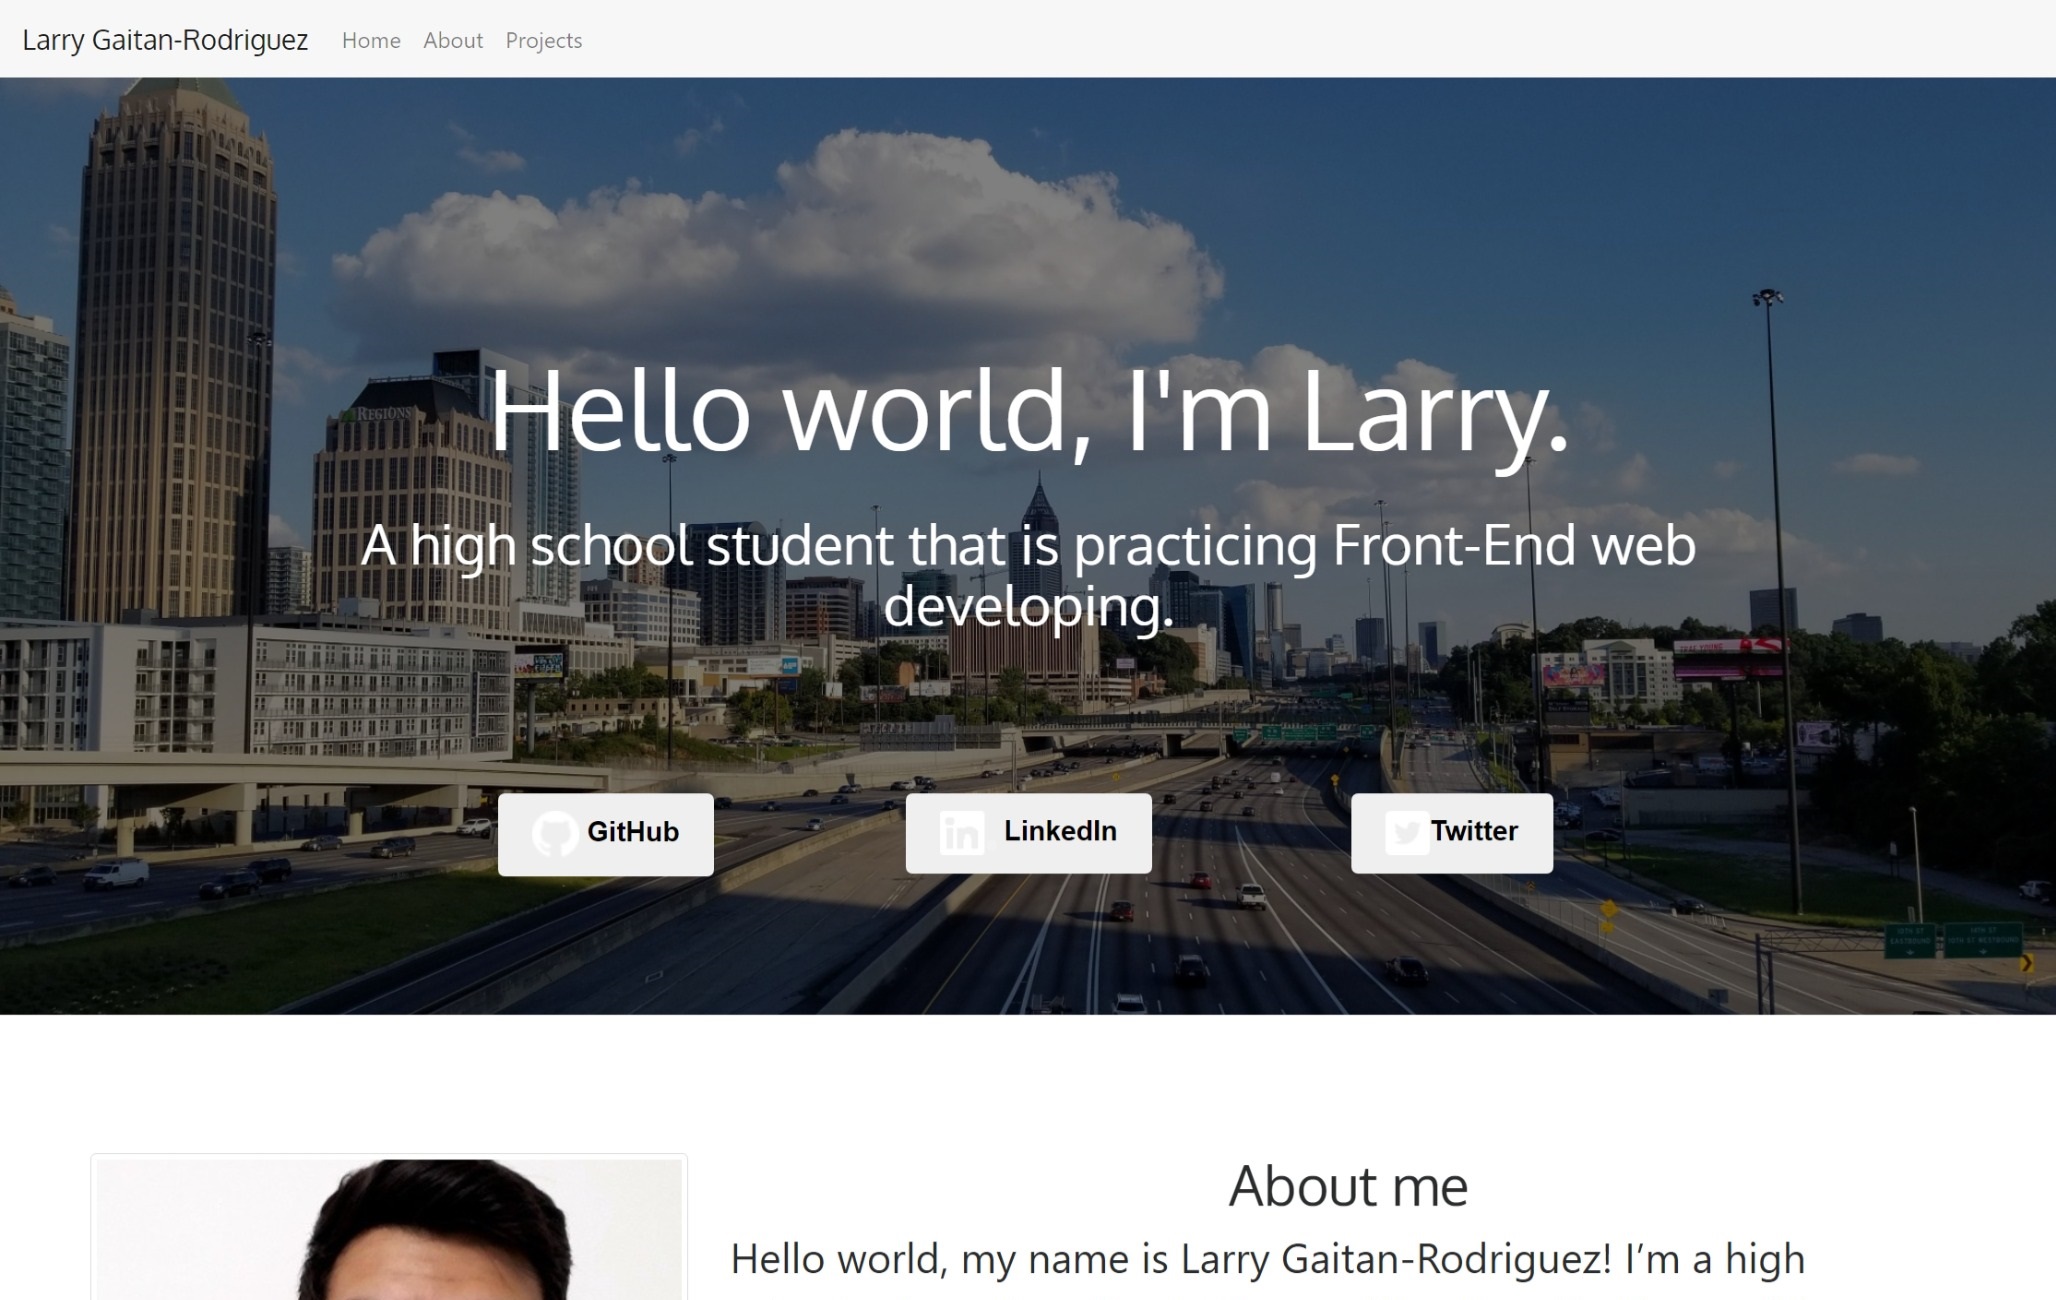 Larry Gaitan-Rodriguez Home About Projects
REGIONS
Hello world, I'm Larry.
A high school student that is practicing Front-End web
developing.
GitHub LinkedIn Twitter
About me
Hello world, my name is Larry Gaitan-Rodriguez! I’m a high